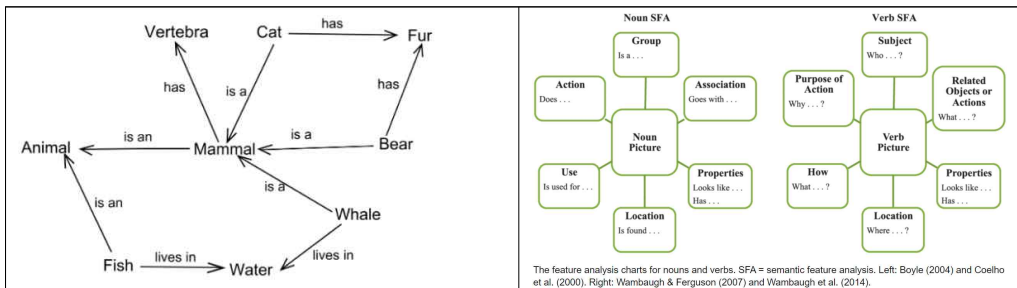 has
Vertebra
Cat
Fur
has
is a
has
is an
is a
Animal
Mammal
Bear
is a
is an
Whale
lives in
lives in
Fish
Water
Noun SFA
Group
Is a . . .
Action
Does . . .
Association
Goes with . . .
Noun
Picture
Use
Is used for . . .
Properties
Looks like . . .
Has . . .
Location
Is found . . .
Verb SFA
Subject
Who . . . ?
Purpose of
Action
Why . . . ?
Related
Objects or
Actions
What . . . ?
Verb
Picture
How
What . . . ?
Properties
Looks like . . .
Has . . .
Location
Where . . . ?
The feature analysis charts for nouns and verbs. SFA = semantic feature analysis. Left: Boyle (2004) and Coelho
et al. (2000). Right: Wambaugh & Ferguson (2007) and Wambaugh et al. (2014).